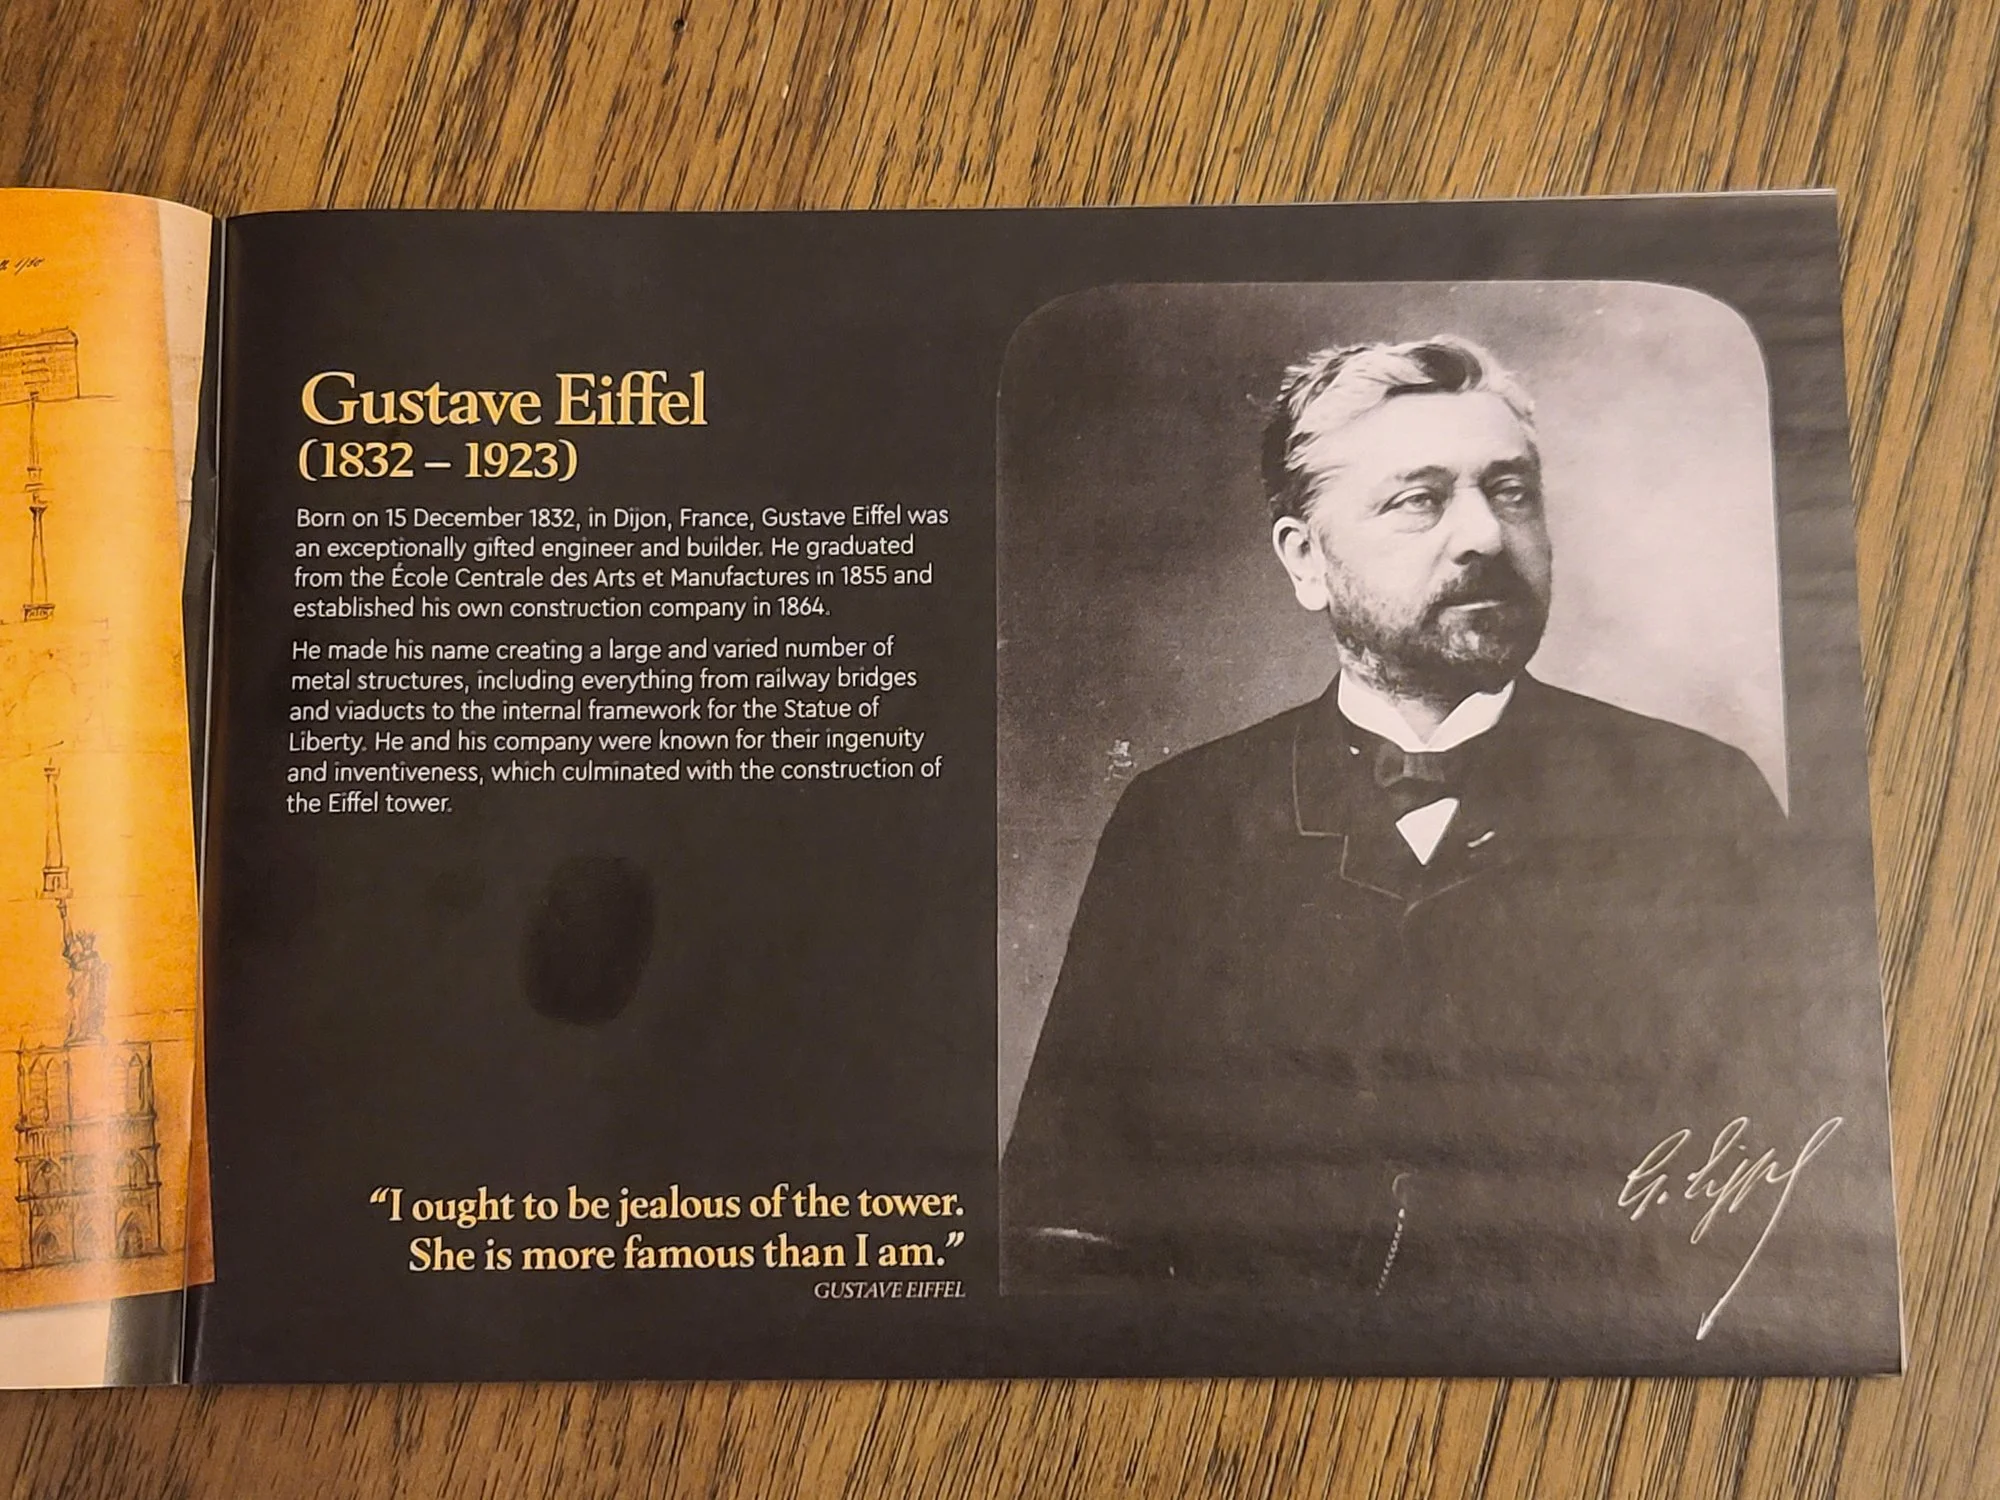 1/50
Gustave Eiffel
(1832 – 1923)
Born on 15 December 1832, in Dijon, France, Gustave Eiffel was
an exceptionally gifted engineer and builder. He graduated
from the École Centrale des Arts et Manufactures in 1855 and
established his own construction company in 1864.
He made his name creating a large and varied number of
metal structures, including everything from railway bridges
and viaducts to the internal framework for the Statue of
Liberty. He and his company were known for their ingenuity
and inventiveness, which culminated with the construction of
the Eiffel tower.
“I ought to be jealous of the tower.
She is more famous than I am.”
GUSTAVE EIFFEL
G. Eiffel